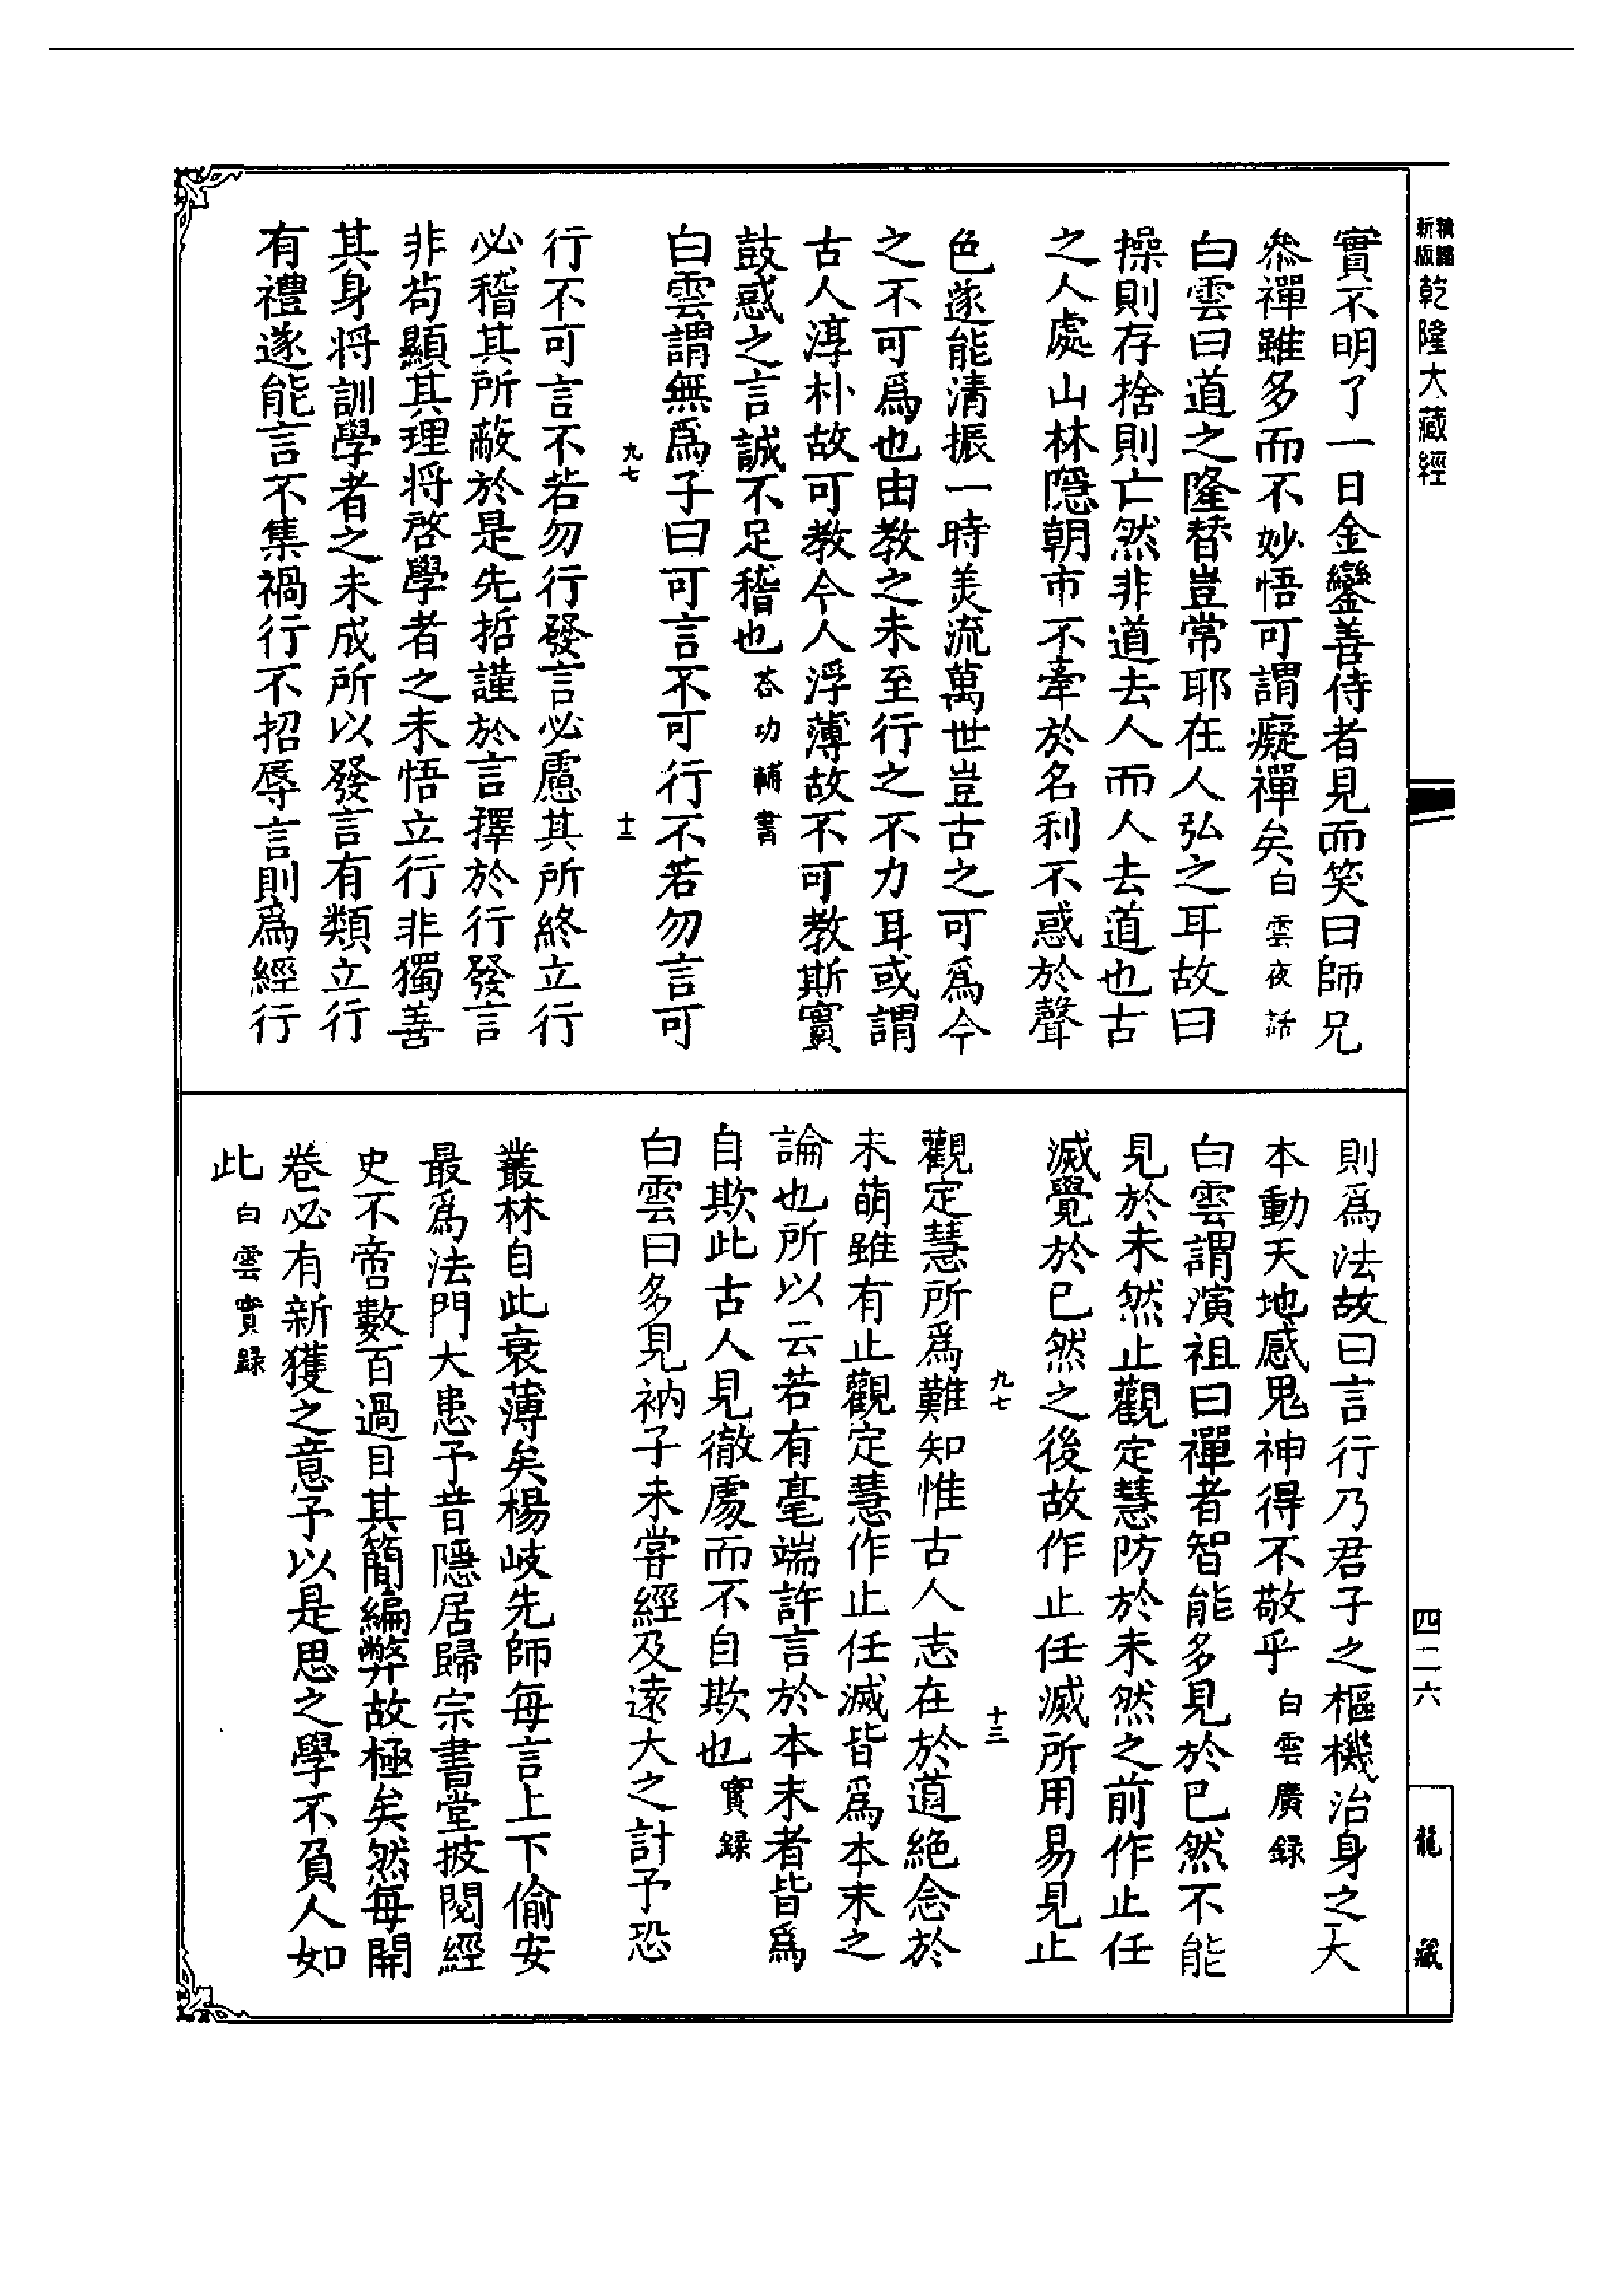 新版
精縮
乾隆大藏經
實不明了一日金鑾善侍者見而笑曰師兄
叅禪雖多而不妙悟可謂癡禪矣白雲夜話
白雲曰道之隆替豈常耶在人弘之耳故曰
操則存捨則亡然非道去人而人去道也古
之人處山林隱朝市不牽於名利不惑於聲
色遂能清振一時美流萬世豈古之可爲今
之不可爲也由教之未至行之不力耳或謂
古人淳朴故可教今人浮薄故不可教斯實
鼓惑之言誠不足稽也荅功輔書
白雲謂無爲子曰可言不可行不若勿言可
九七
十二
行不可言不若勿行發言必慮其所終立行
必稽其所蔽於是先哲謹於言擇於行發言
非茍顯其理将啓學者之未悟立行非獨善
其身将訓學者之未成所以發言有類立行
有禮遂能言不集禍行不招辱言則爲經行
則爲法故曰言行乃君子之樞機治身之大
本動天地感鬼神得不敬乎白雲廣録
白雲謂演祖曰禪者智能多見於已然不能
見於未然止觀定慧防於未然之前作止任
滅覺於已然之後故作止任滅所用易見止
九七
十三
觀定慧所爲難知惟古人志在於道絶念於
未萌雖有止觀定慧作止任滅皆爲本末之
論也所以云若有毫端許言於本末者皆爲
自欺此古人見徹處而不自欺也實録
白雲曰多見衲子未甞經及遠大之計予恐
叢林自此衰薄矣楊岐先師每言上下偷安
最爲法門大患予昔隱居歸宗書堂披閱經
史不啻數百過目其簡編弊故極矣然每開
卷必有新獲之意予以是思之學不負人如
此白雲實録
四二六
龍藏